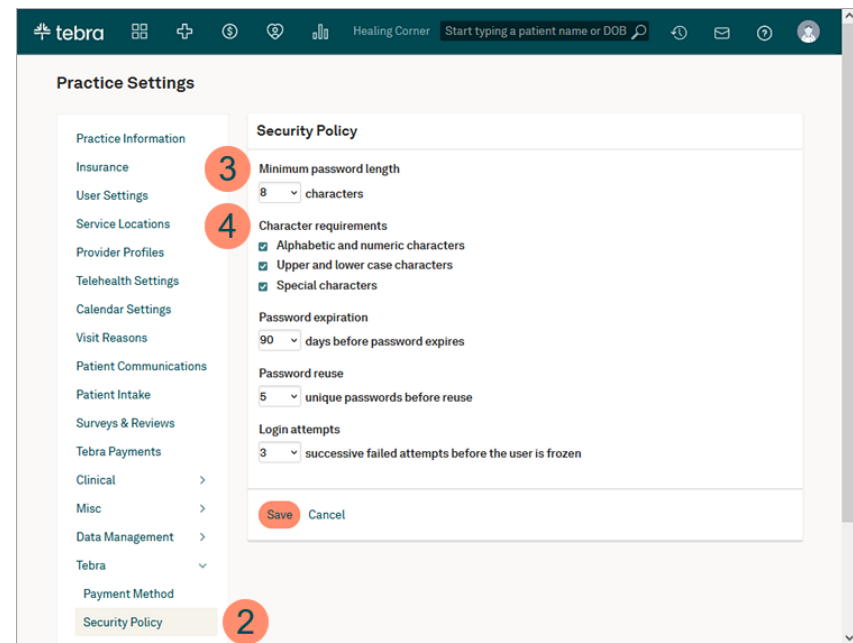 tebra
Healing Corner
Start typing a patient name or DOB
Practice Settings
Practice Information
Insurance
User Settings
Service Locations
Provider Profiles
Telehealth Settings
Calendar Settings
Visit Reasons
Patient Communications
Patient Intake
Surveys & Reviews
Tebra Payments
Clinical
Misc
Data Management
Tebra
Payment Method
Security Policy
2
Security Policy
3
Minimum password length
8 characters
4
Character requirements
Alphabetic and numeric characters
Upper and lower case characters
Special characters
Password expiration
90 days before password expires
Password reuse
5 unique passwords before reuse
Login attempts
3 successive failed attempts before the user is frozen
Save Cancel